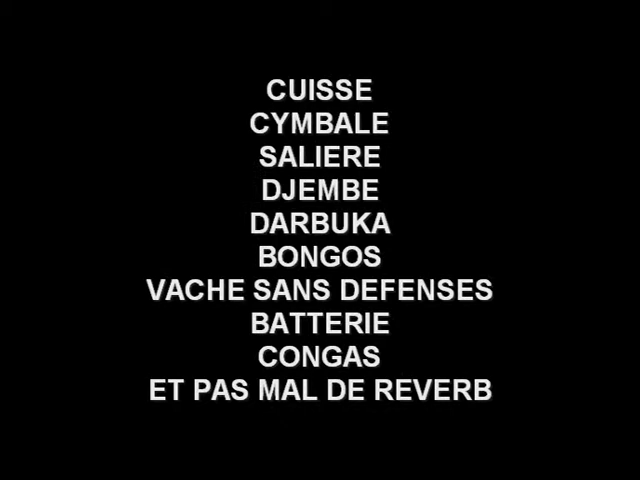 CUISSE
CYMBALE
SALIERE
DJEMBE
DARBUKA
BONGOS
VACHE SANS DEFENSES
BATTERIE
CONGAS
ET PAS MAL DE REVERB